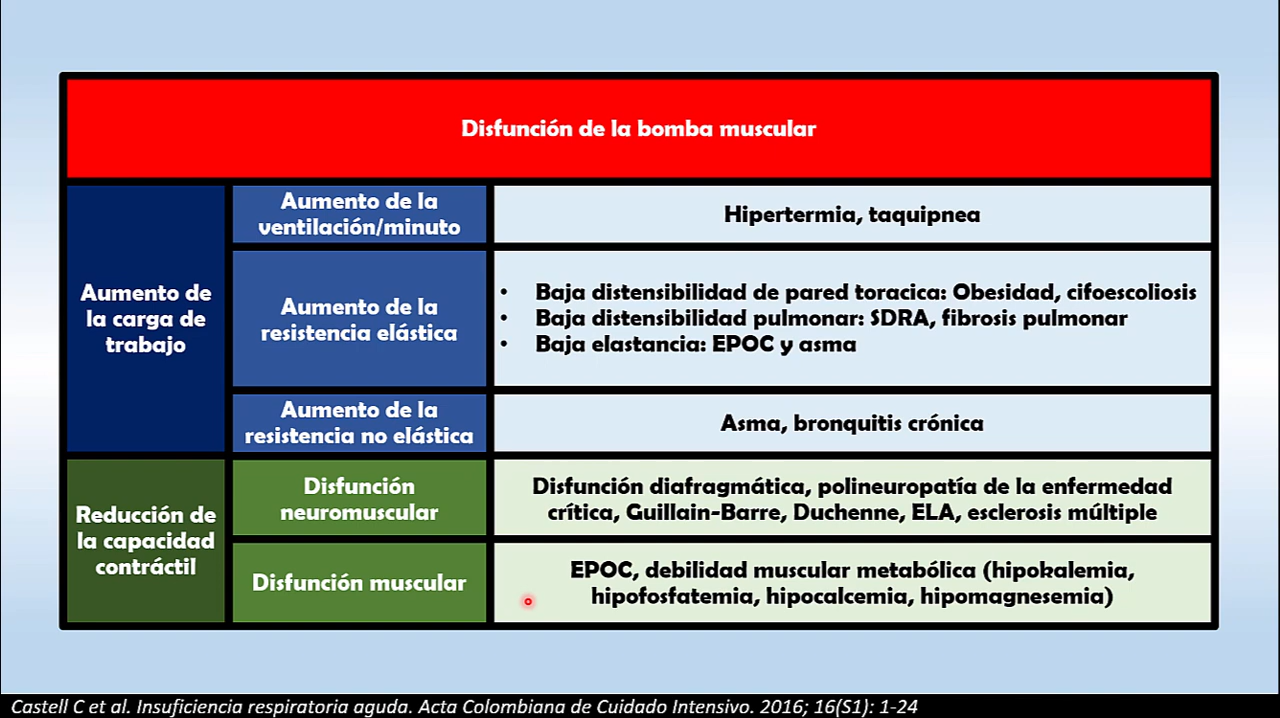 Disfunción de la bomba muscular
Aumento de
la carga de
trabajo
Aumento de la
ventilación/minuto
Hipertermia, taquipnea
Aumento de la
resistencia elástica
• Baja distensibilidad de pared toracica: Obesidad, cifoescoliosis
• Baja distensibilidad pulmonar: SDRA, fibrosis pulmonar
• Baja elastancia: EPOC y asma
Aumento de la
resistencia no elástica
Asma, bronquitis crónica
Reducción de
la capacidad
contráctil
Disfunción
neuromuscular
Disfunción diafragmática, polineuropatía de la enfermedad
crítica, Guillain-Barre, Duchenne, ELA, esclerosis múltiple
Disfunción muscular
EPOC, debilidad muscular metabólica (hipokalemia,
hipofosfatemia, hipocalcemia, hipomagnesemia)
Castell C et al. Insuficiencia respiratoria aguda. Acta Colombiana de Cuidado Intensivo. 2016; 16(S1): 1-24